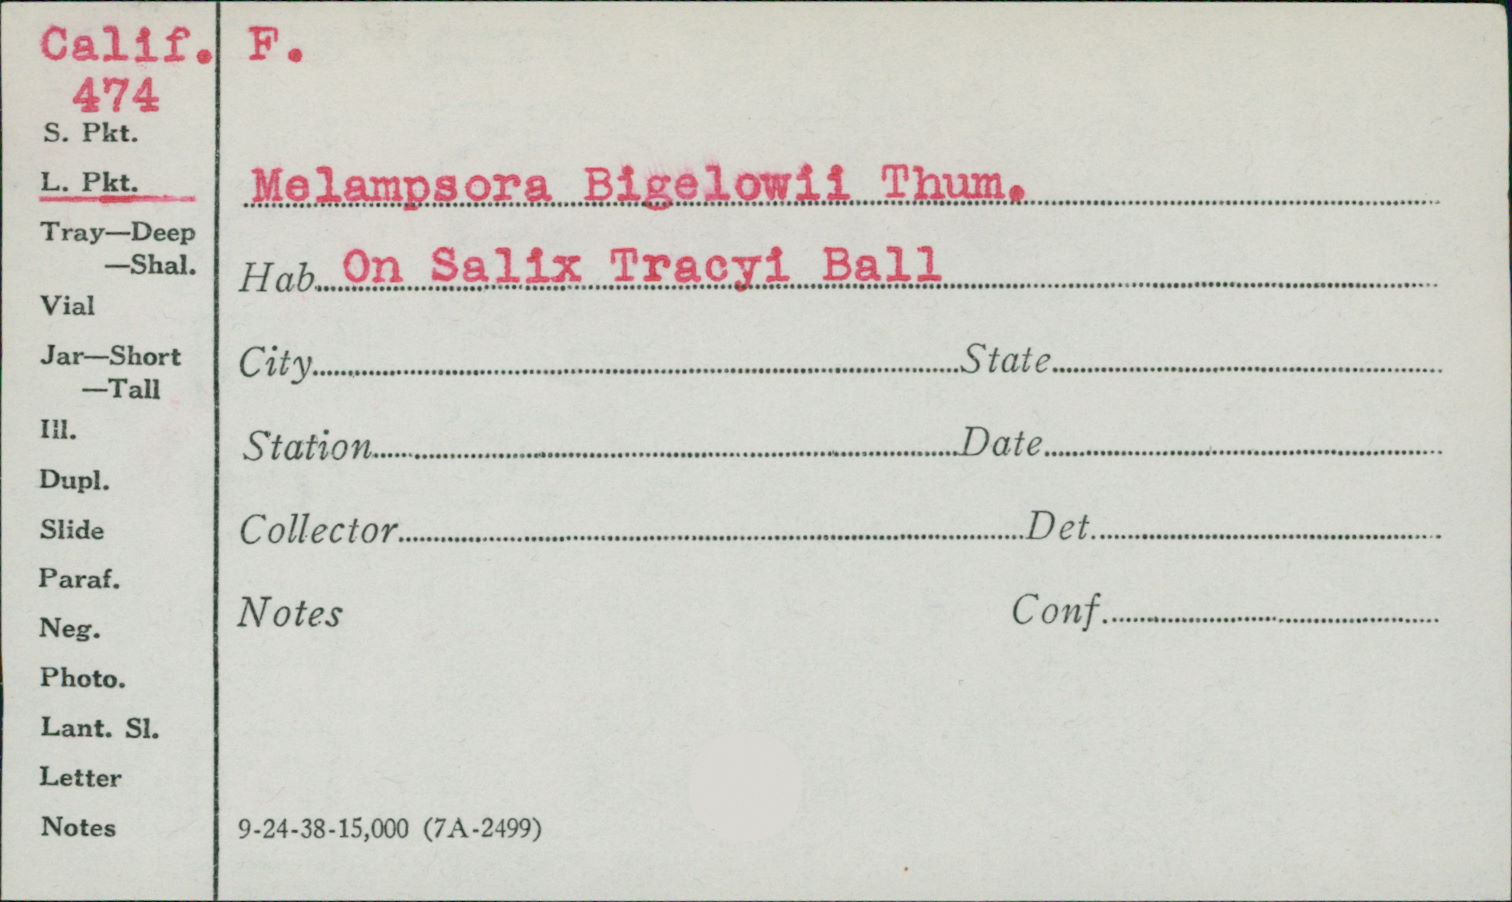 Calif. F.
474
S. Pkt.
L. Pkt.
Melampsora Bigelowii Thum.
Tray—Deep
—Shal.
Hab. On Salix Tracyi Ball
Vial
Jar—Short
—Tall
City State
Ill.
Station Date
Dupl.
Slide
Collector Det.
Paraf.
Neg.
Notes Conf.
Photo.
Lant. Sl.
Letter
Notes
9-24-38-15,000 (7A-2499)